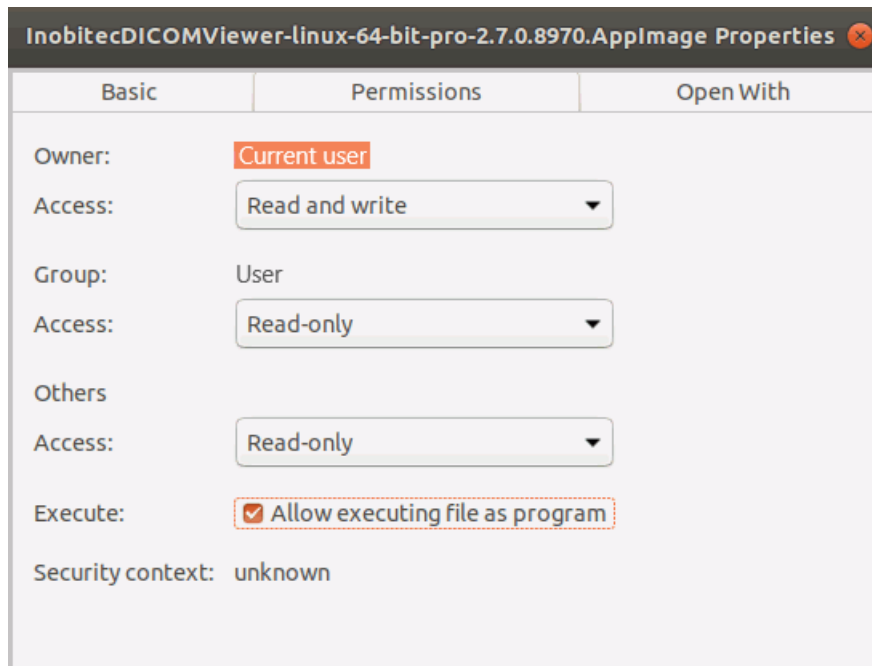 InobitecDICOMViewer-linux-64-bit-pro-2.7.0.8970.AppImage Properties
Basic Permissions Open With
Owner: Current user
Access: Read and write
Group: User
Access: Read-only
Others
Access: Read-only
Execute: Allow executing file as program
Security context: unknown